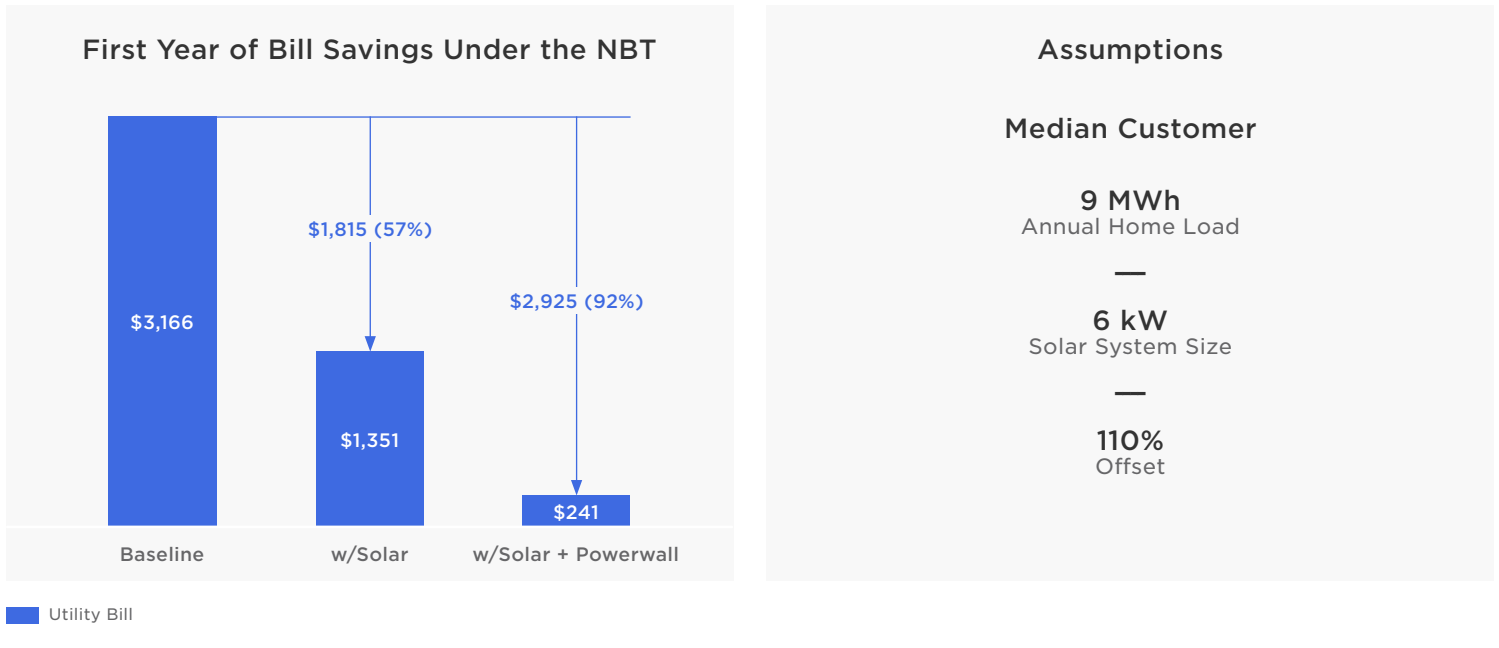 First Year of Bill Savings Under the NBT
$1,815 (57%)
$2,925 (92%)
$3,166
$1,351
$241
Baseline
w/Solar
w/Solar + Powerwall
Utility Bill
Assumptions
Median Customer
9 MWh
Annual Home Load
6 kW
Solar System Size
110%
Offset